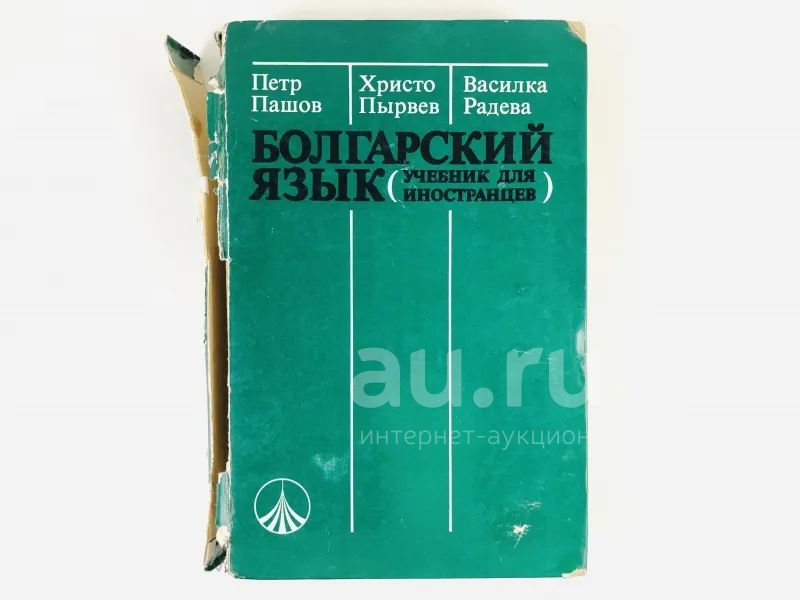 Петр Христо Василка
Пашов Пырвев Радева
БОЛГАРСКИЙ
ЯЗЫК (УЧЕБНИК ДЛЯ
ИНОСТРАНЦЕВ)
au.ru
интернет-аукцион